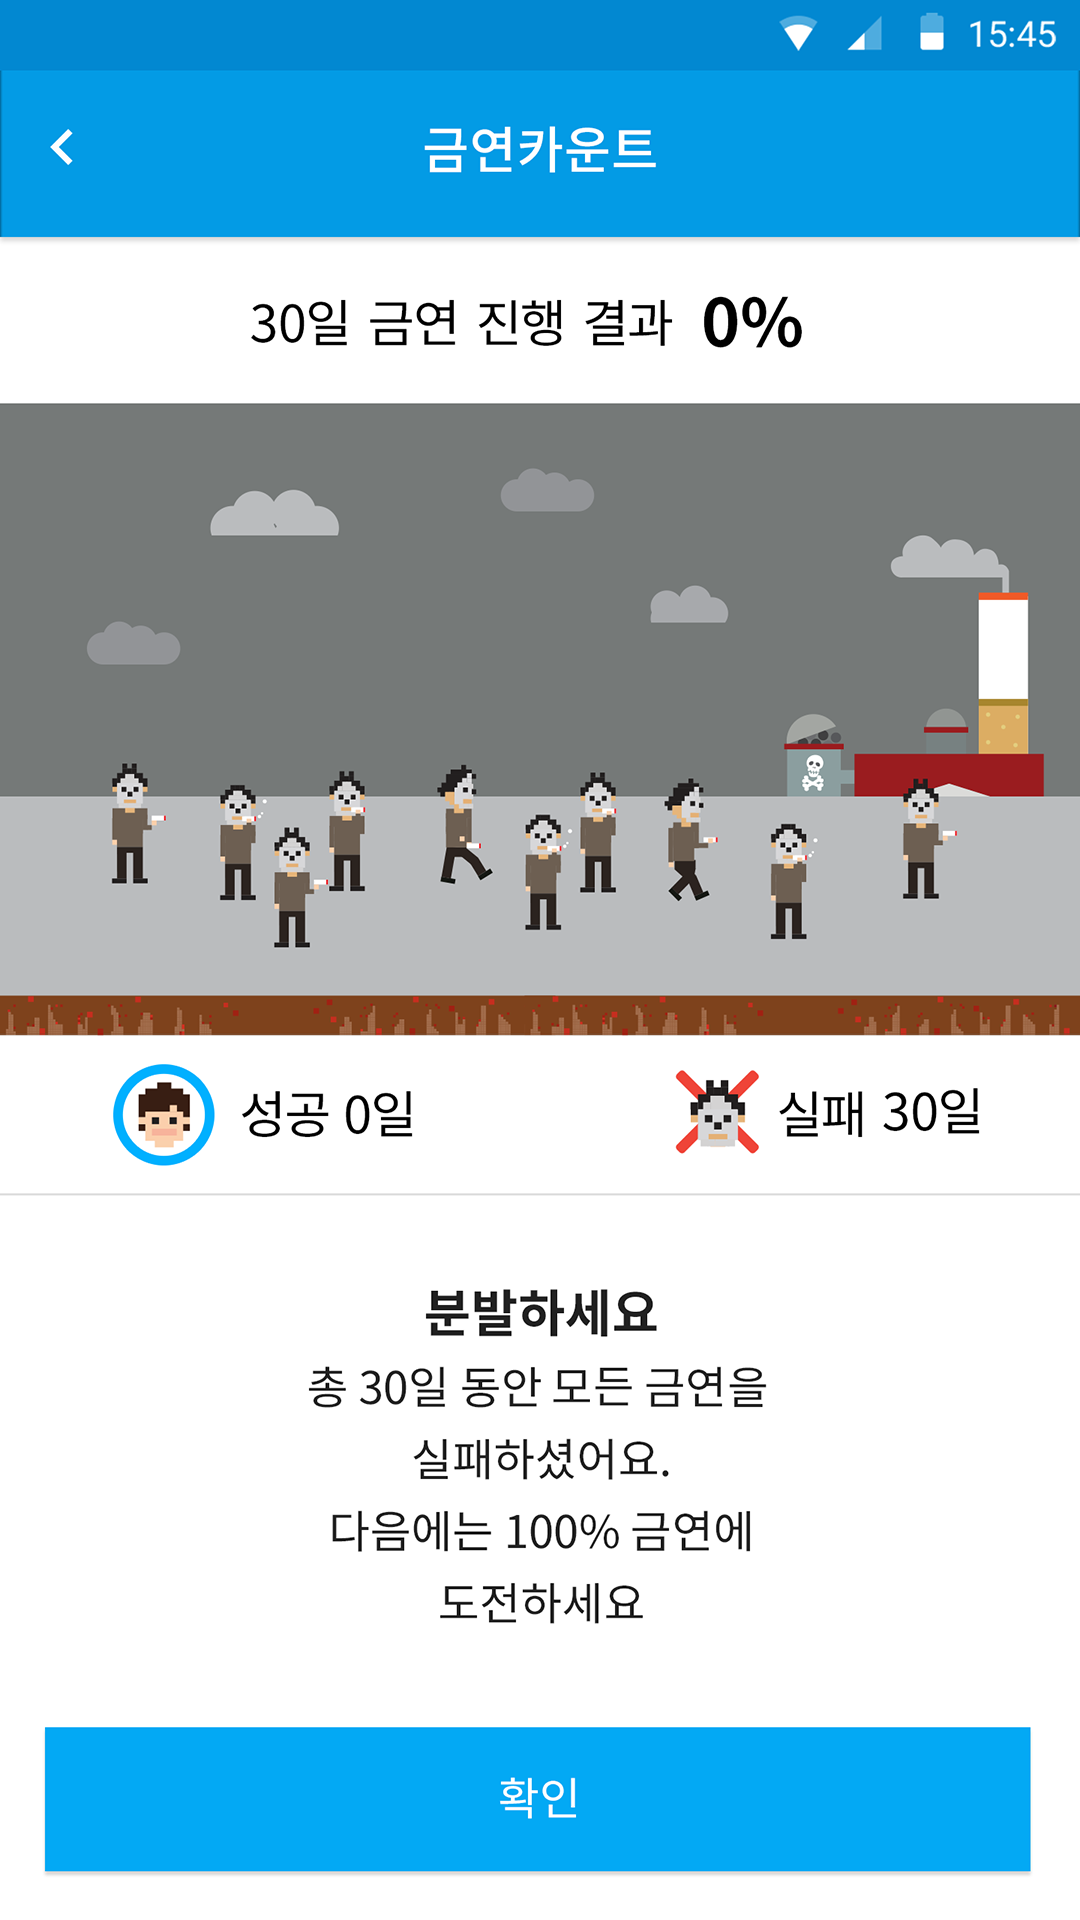 15:45
금연카운트
30일 금연 진행 결과 0%
성공 0일
실패 30일
분발하세요
총 30일 동안 모든 금연을
실패하셨어요.
다음에는 100% 금연에
도전하세요
확인